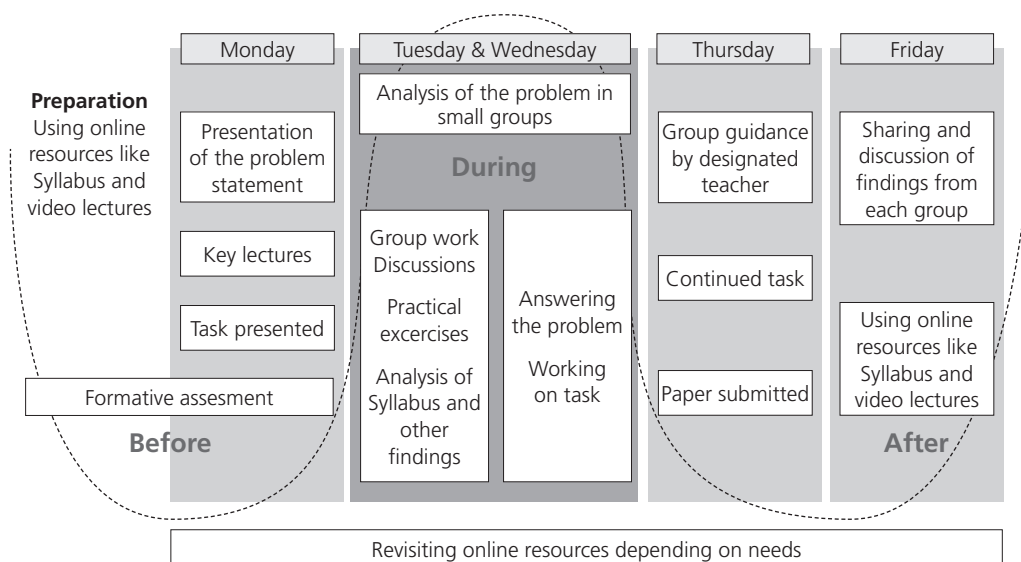 Monday
Tuesday & Wednesday
Thursday
Friday
Preparation
Using online
resources like
Syllabus and
video lectures
Presentation
of the problem
statement
Key lectures
Task presented
Formative assesment
Before
Analysis of the problem in
small groups
During
Group work
Discussions
Practical
excercises
Analysis of
Syllabus and
other
findings
Answering
the problem
Working
on task
Group guidance
by designated
teacher
Continued task
Paper submitted
Sharing and
discussion of
findings from
each group
Using online
resources like
Syllabus and
video lectures
After
Revisiting online resources depending on needs